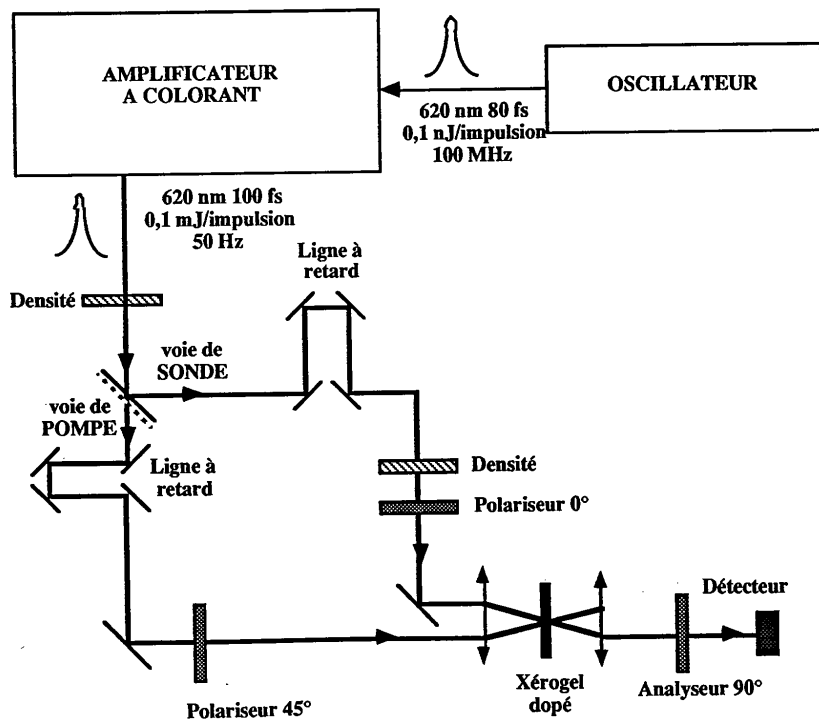 AMPLIFICATEUR
A COLORANT
OSCILLATEUR
620 nm 80 fs
0,1 nJ/impulsion
100 MHz
620 nm 100 fs
0,1 mJ/impulsion
50 Hz
Ligne à
retard
Densité
voie de
SONDE
voie de
POMPE
Ligne à
retard
Densité
Polariseur 0°
Détecteur
Xérogel
dopé
Analyseur 90°
Polariseur 45°